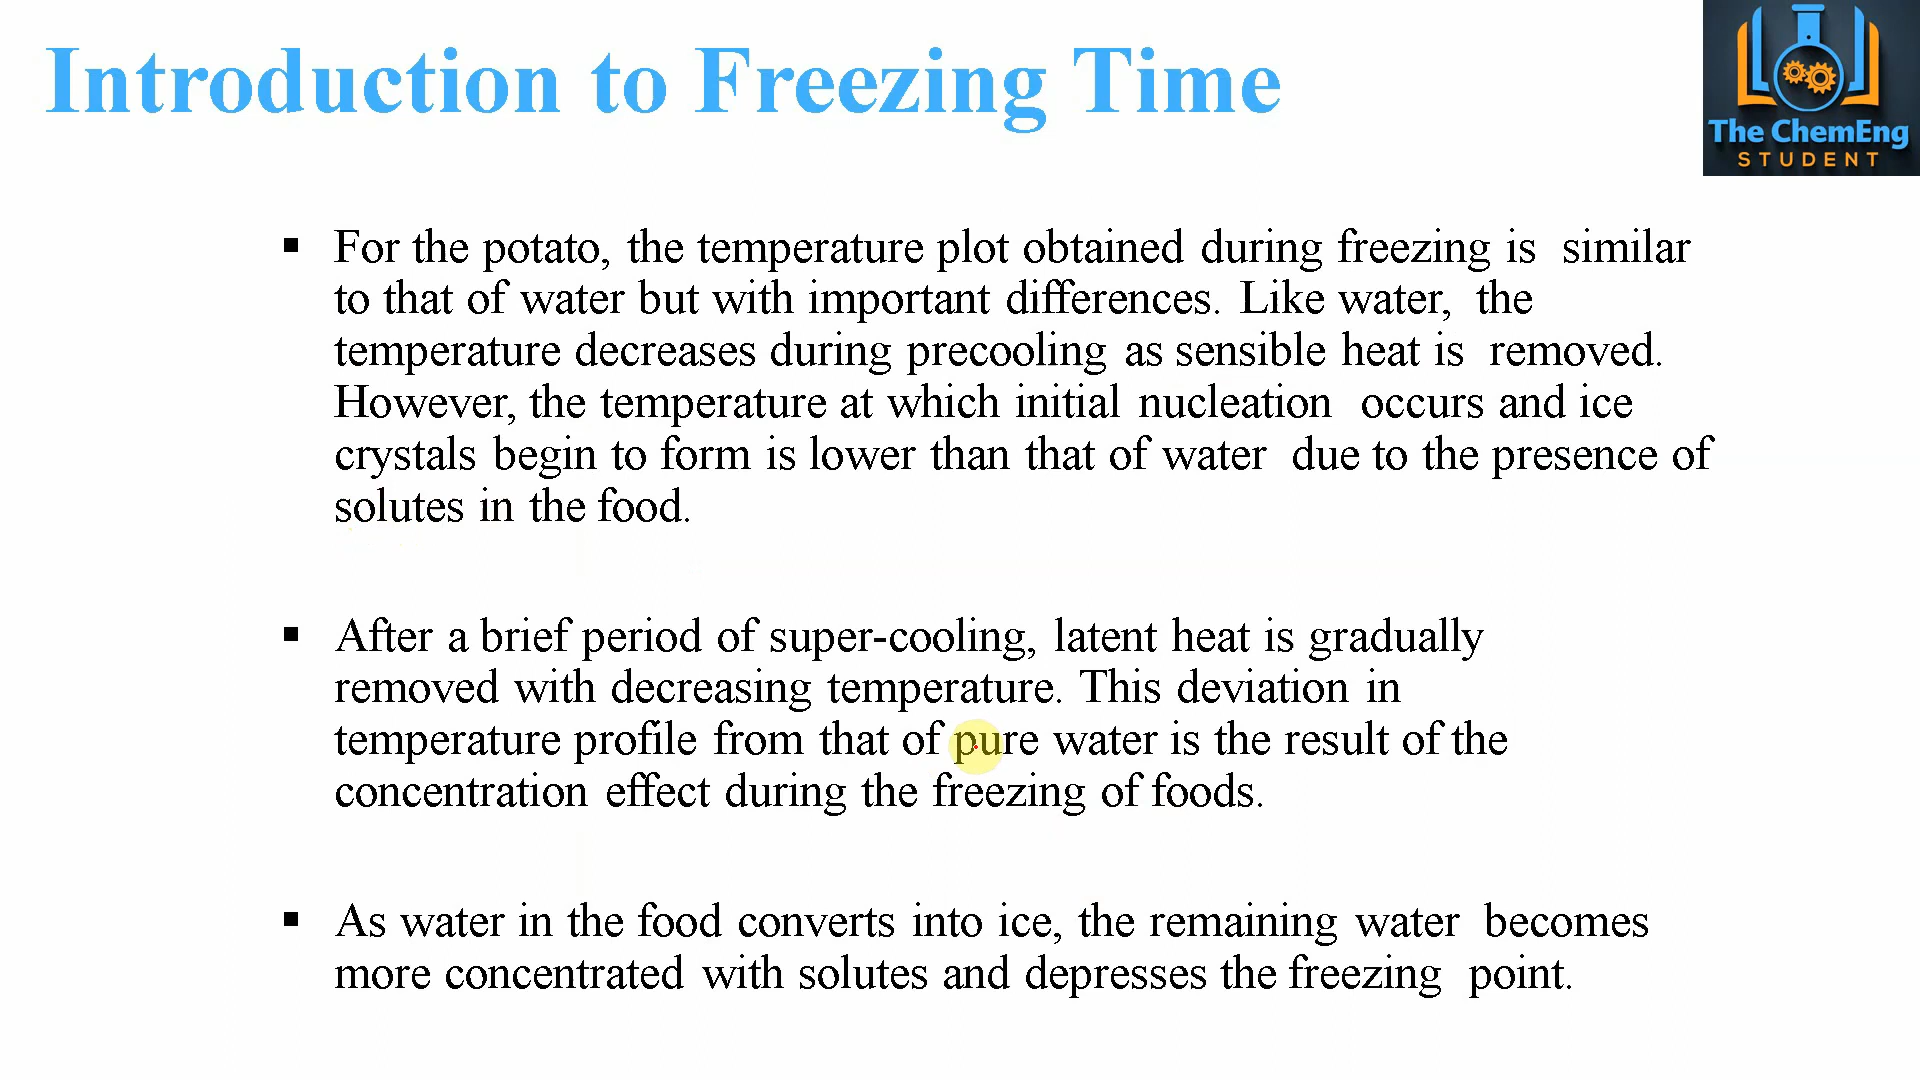 Introduction to Freezing Time
The ChemEng
STUDENT
▪ For the potato, the temperature plot obtained during freezing is similar
to that of water but with important differences. Like water, the
temperature decreases during precooling as sensible heat is removed.
However, the temperature at which initial nucleation occurs and ice
crystals begin to form is lower than that of water due to the presence of
solutes in the food.
▪ After a brief period of super-cooling, latent heat is gradually
removed with decreasing temperature. This deviation in
temperature profile from that of pure water is the result of the
concentration effect during the freezing of foods.
▪ As water in the food converts into ice, the remaining water becomes
more concentrated with solutes and depresses the freezing point.